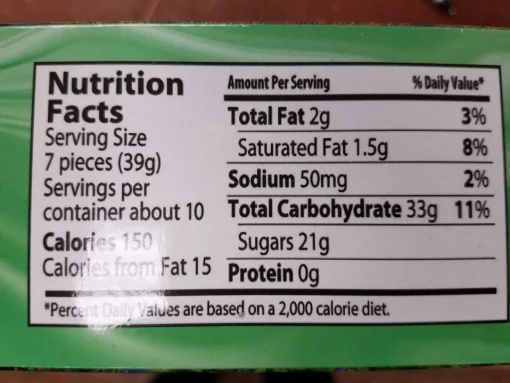 Nutrition
Facts
Serving Size
7 pieces (39g)
Servings per
container about 10
Calories 150
Calories from Fat 15
Amount Per Serving % Daily Value*
Total Fat 2g 3%
Saturated Fat 1.5g 8%
Sodium 50mg 2%
Total Carbohydrate 33g 11%
Sugars 21g
Protein 0g
*Percent Daily Values are based on a 2,000 calorie diet.